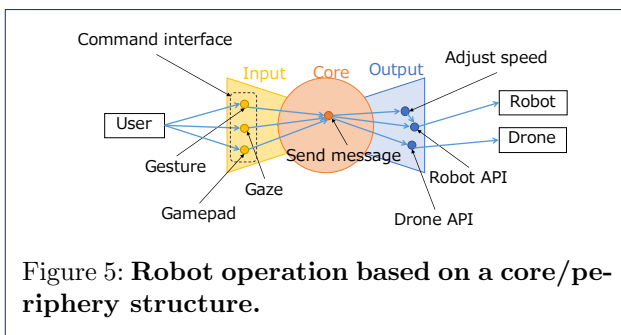 Command interface
Input
Core
Output
Adjust speed
User
Robot
Drone
Send message
Gesture
Gaze
Gamepad
Robot API
Drone API
Figure 5: Robot operation based on a core/pe-
riphery structure.